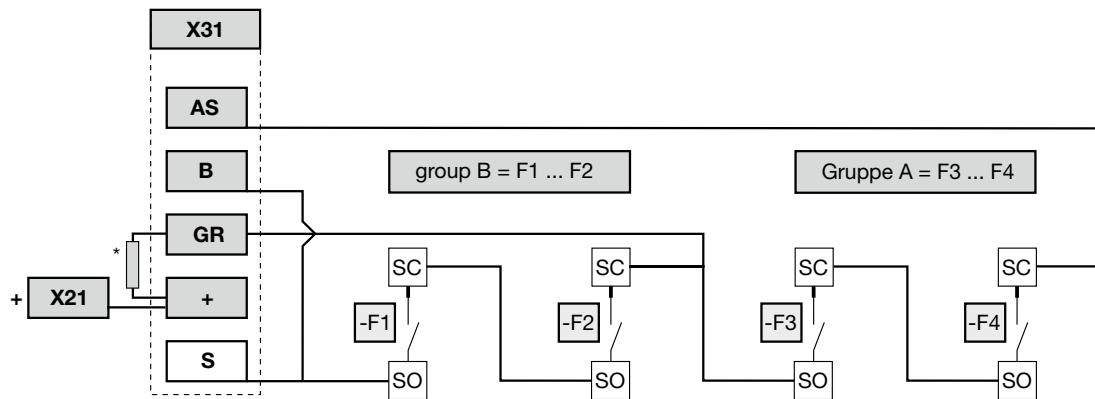 X31
AS
B
group B = F1 ... F2
Gruppe A = F3 ... F4
GR
*
SC
SC
SC
SC
+ X21
+
-F1
-F2
-F3
-F4
S
SO
SO
SO
SO